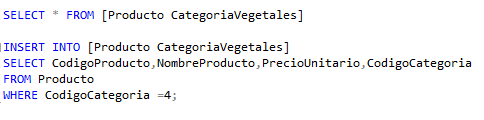 SELECT * FROM [Producto CategoriaVegetales]
INSERT INTO [Producto CategoriaVegetales]
SELECT CodigoProducto,NombreProducto,PrecioUnitario,CodigoCategoria
FROM Producto
WHERE CodigoCategoria =4;